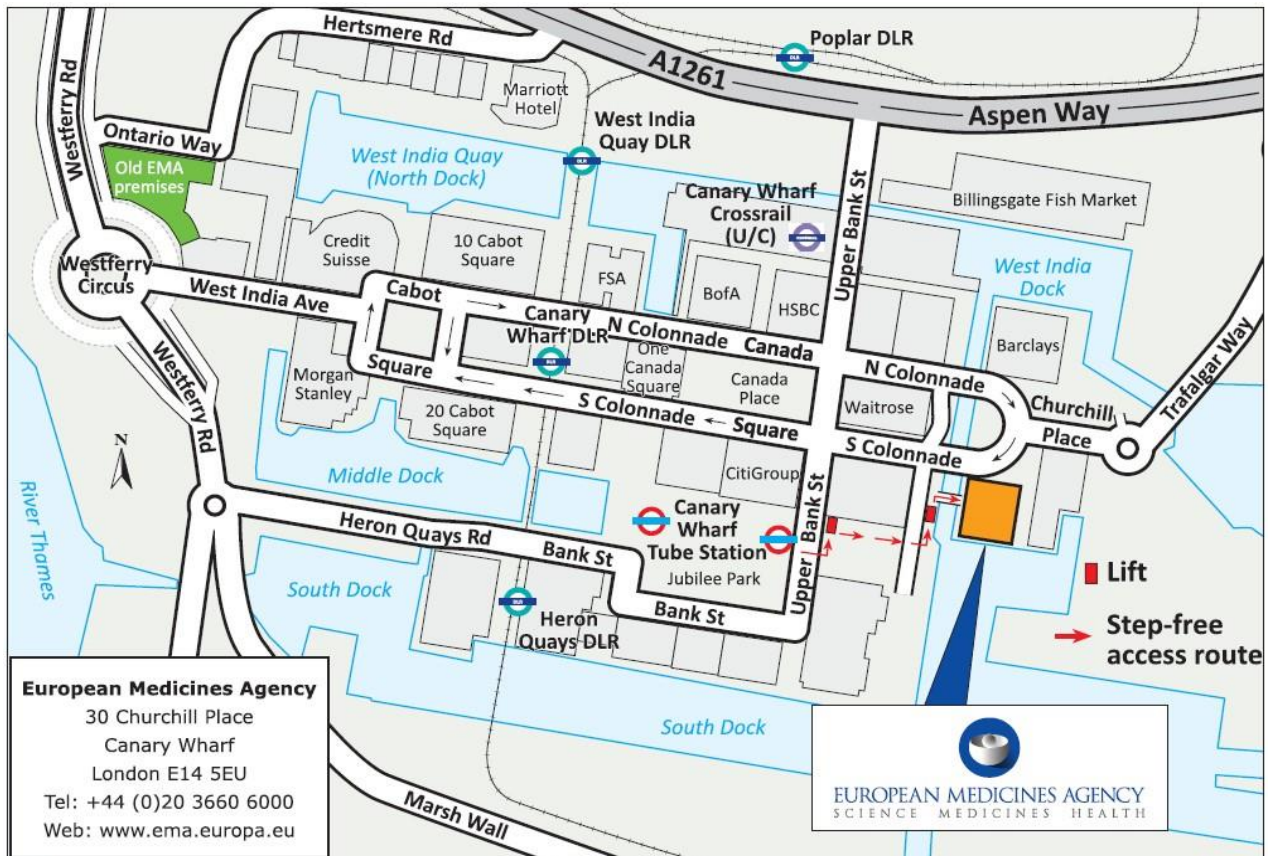 Hertsmere Rd
Poplar DLR
DLR
A1261
Aspen Way
Westferry Rd
Marriott
Hotel
West India
Quay DLR
DLR
Ontario Way
Old EMA
premises
West India Quay
(North Dock)
Canary Wharf
Crossrail
(U/C)
Upper Bank St
Billingsgate Fish Market
Credit
Suisse
10 Cabot
Square
FSA
BofA
HSBC
West India
Dock
Westferry
Circus
West India Ave
Cabot
Canary
Wharf DLR
DLR
N Colonnade
Canada
One
Canada
Square
Canada
Place
N Colonnade
Barclays
Trafalgar Way
Morgan
Stanley
Square
20 Cabot
Square
S Colonnade
Square
Waitrose
S Colonnade
Churchill
Place
Westferry Rd
N
Middle Dock
CitiGroup
River Thames
Heron Quays Rd
Bank St
Canary
Wharf
Tube Station
Upper Bank St
Jubilee Park
Lift
South Dock
DLR
Heron
Quays DLR
Bank St
Step-free
access route
South Dock
Marsh Wall
European Medicines Agency
30 Churchill Place
Canary Wharf
London E14 5EU
Tel: +44 (0)20 3660 6000
Web: www.ema.europa.eu
EUROPEAN MEDICINES AGENCY
SCIENCE MEDICINES HEALTH